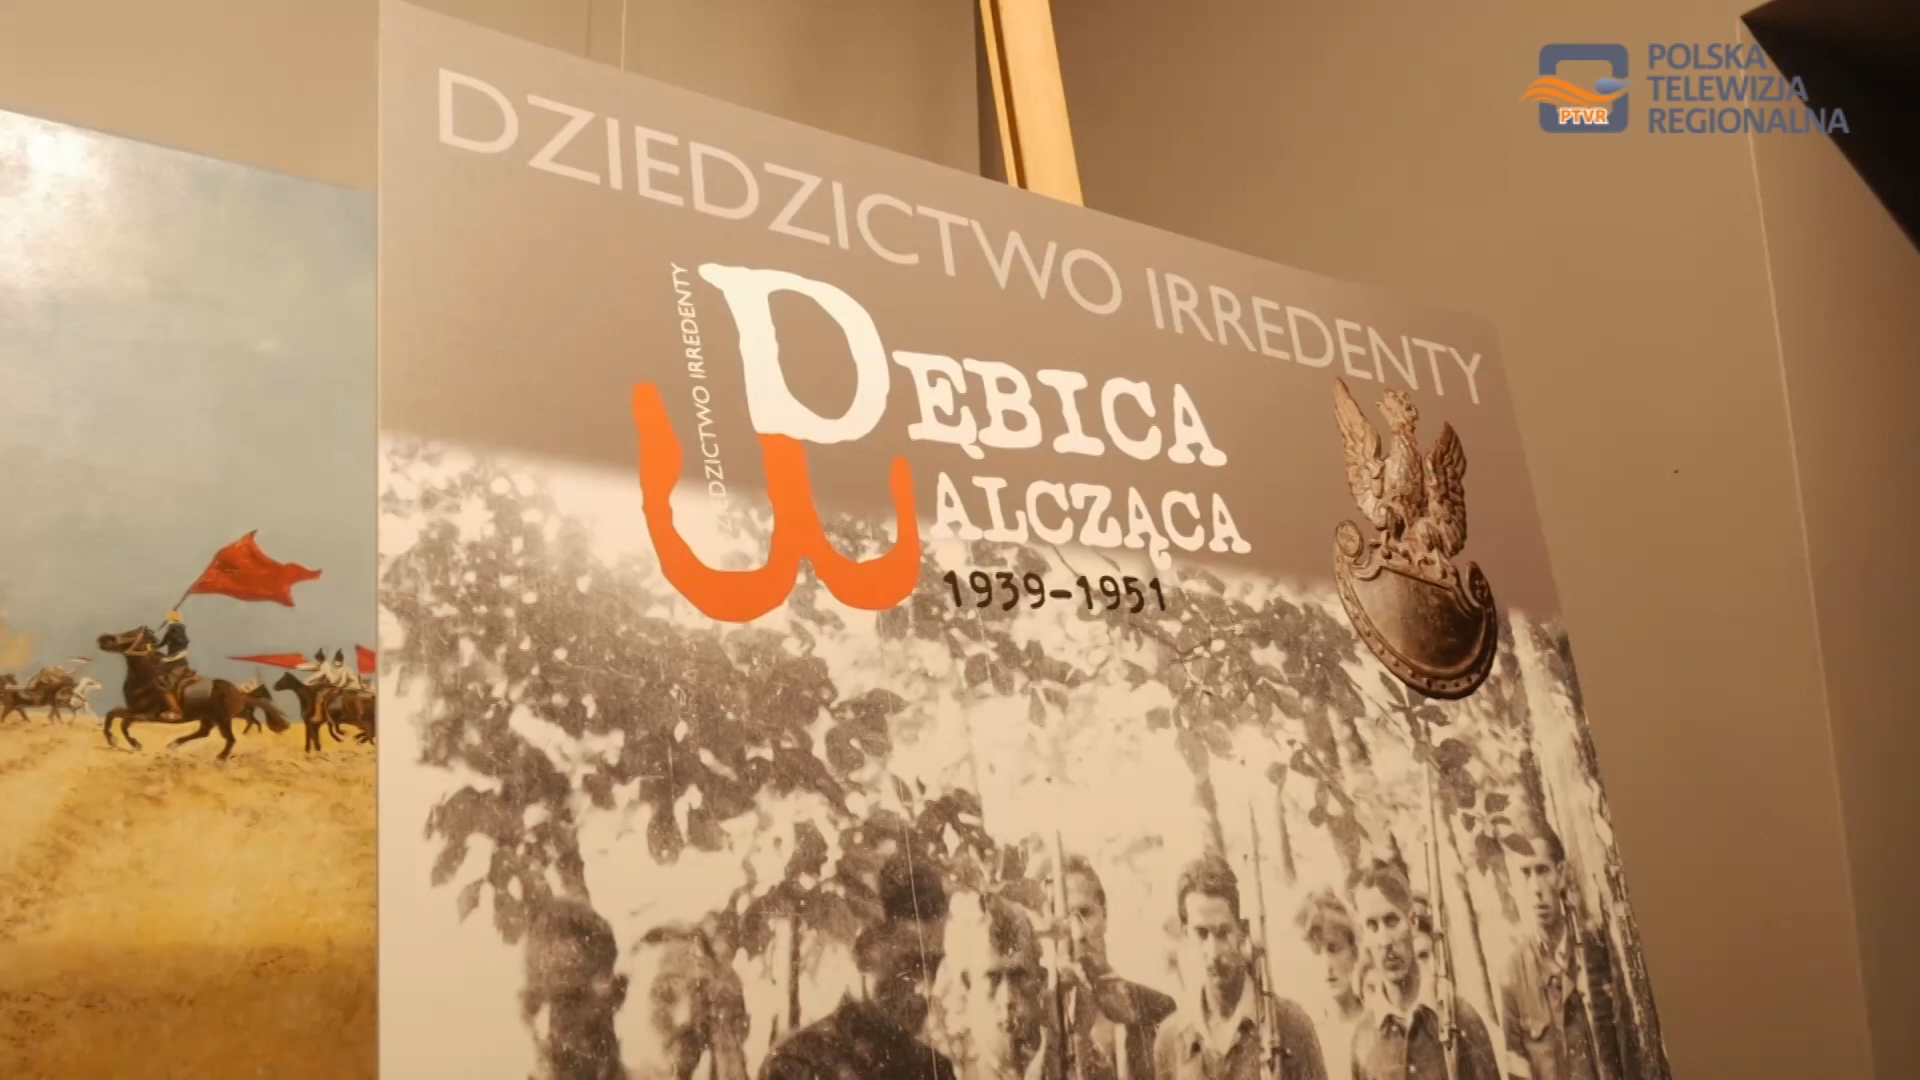 POLSKA
TELEWIZJA
REGIONALNA
PTVR
DZIEDZICTWO IRREDENTY
DZIEDZICTWO IRREDENTY
DĘBICA
WALCZĄCA
1939-1951